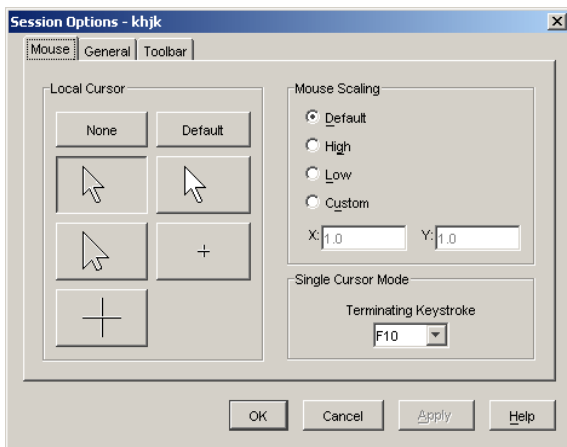 Session Options - khjk
Mouse General Toolbar
Local Cursor
None Default
Mouse Scaling
Default
High
Low
Custom
X: 1.0 Y: 1.0
Single Cursor Mode
Terminating Keystroke
F10
OK Cancel Apply Help